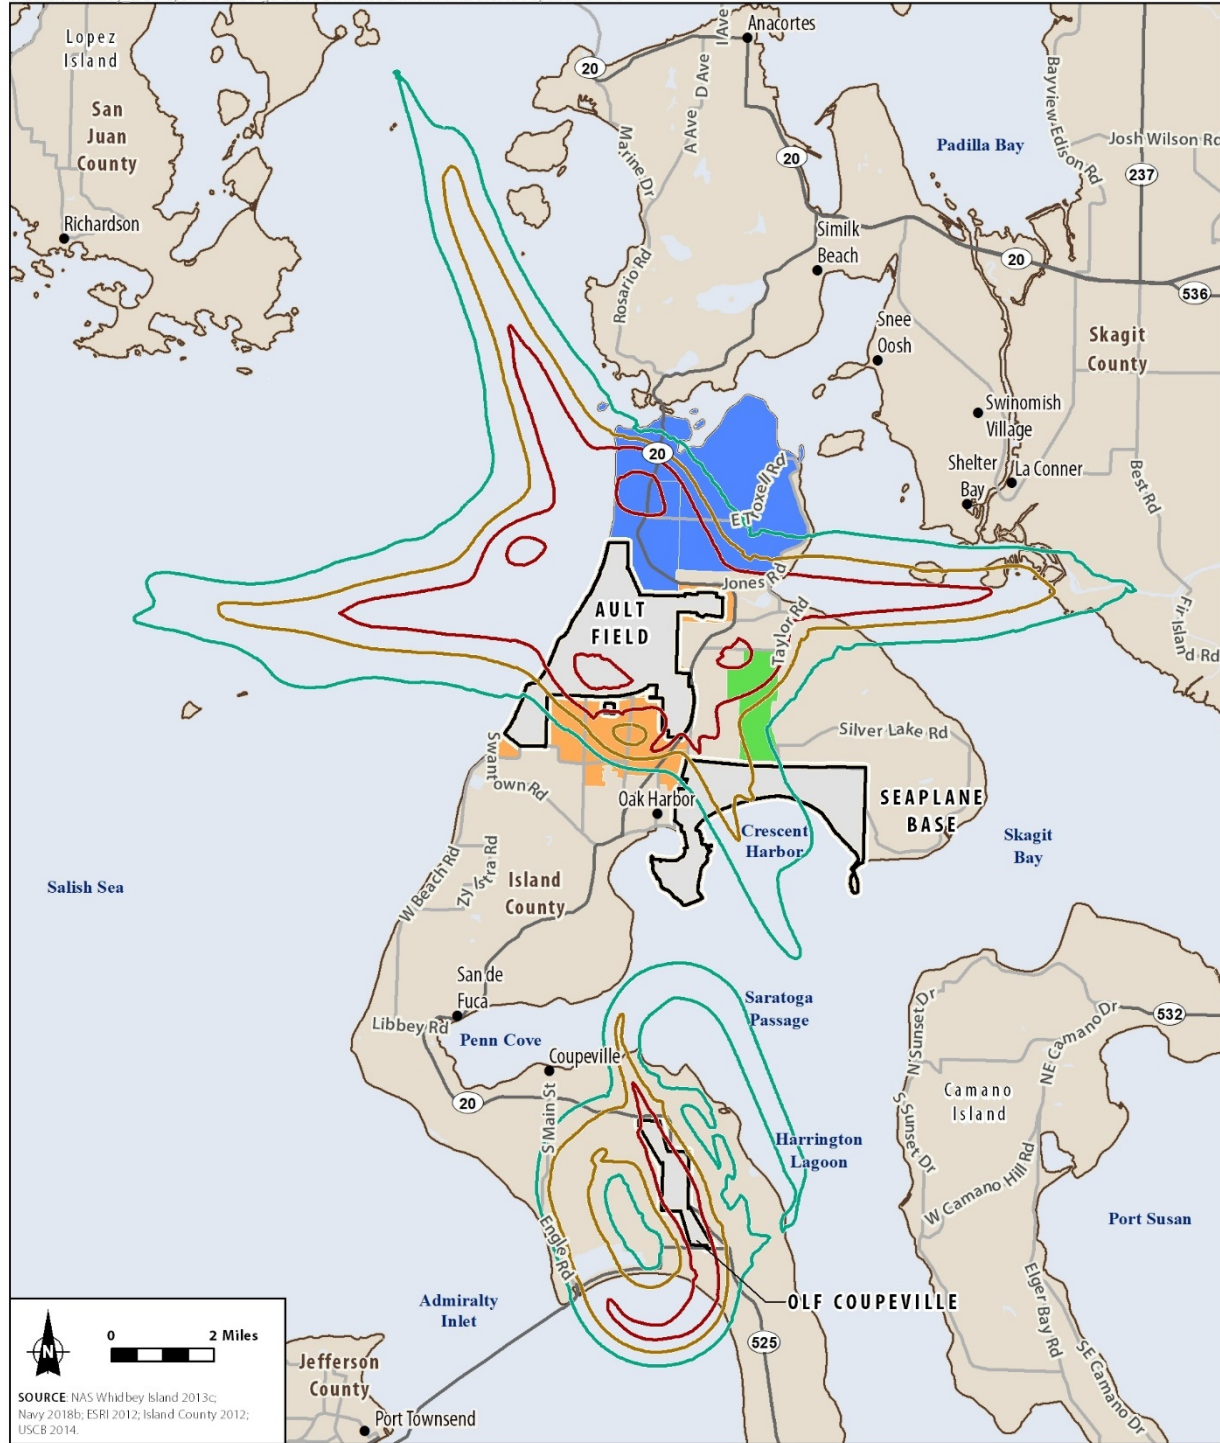 Lopez
Island
San
Juan
County
Richardson
20
Anacortes
I Ave
D Ave
A Ave
Marine Dr
Rosario Rd
20
Similk
Beach
Padilla Bay
Bayview-Edison Rd
Josh Wilson Rd
237
20
536
Snee
Oosh
Skagit
County
Swinomish
Village
Shelter
Bay
La Conner
Best Rd
Fir Island Rd
20
E Troxell Rd
Jones Rd
Taylor Rd
AULT
FIELD
Silver Lake Rd
Swantown Rd
Oak Harbor
SEAPLANE
BASE
Crescent
Harbor
Skagit
Bay
Salish Sea
W Beach Rd
Zylstra Rd
Island
County
San de
Fuca
Libbey Rd
Penn Cove
Saratoga
Passage
Coupeville
20
S Main St
Harrington
Lagoon
Engle Rd
Admiralty
Inlet
OLF COUPEVILLE
525
N Sunset Dr
S Sunset Dr
NE Camano Dr
532
Camano
Island
W Camano Hill Rd
Port Susan
Elger Bay Rd
SE Camano Dr
Jefferson
County
Port Townsend
N
0
2 Miles
SOURCE: NAS Whidbey Island 2013c;
Navy 2018b; ESRI 2012; Island County 2012;
USCB 2014.